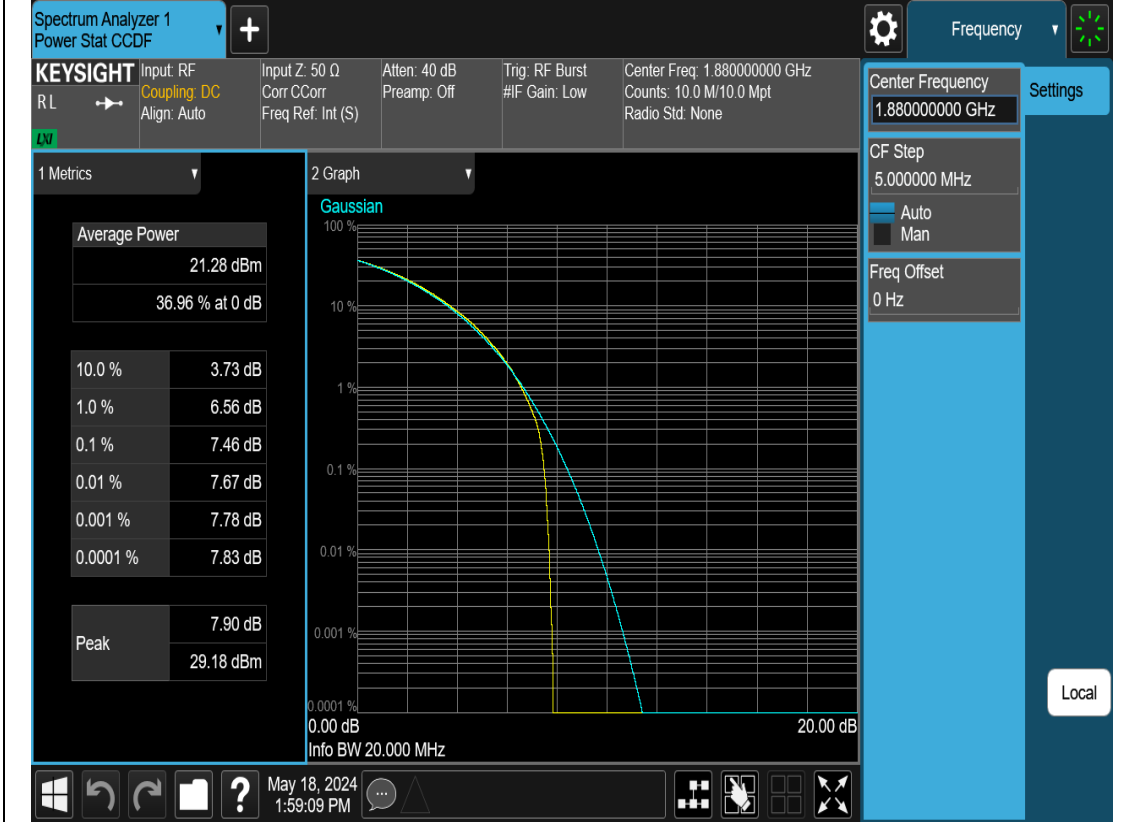 Spectrum Analyzer 1
Power Stat CCDF
Frequency
KEYSIGHT
RL
LXI
Input: RF
Coupling: DC
Align: Auto
Input Z: 50 Ω
Corr CCorr
Freq Ref: Int (S)
Atten: 40 dB
Preamp: Off
Trig: RF Burst
#IF Gain: Low
Center Freq: 1.880000000 GHz
Counts: 10.0 M/10.0 Mpt
Radio Std: None
1 Metrics
Average Power
21.28 dBm
36.96 % at 0 dB
10.0 % 3.73 dB
1.0 % 6.56 dB
0.1 % 7.46 dB
0.01 % 7.67 dB
0.001 % 7.78 dB
0.0001 % 7.83 dB
Peak
7.90 dB
29.18 dBm
2 Graph
Gaussian
100 %
10 %
1 %
0.1 %
0.01 %
0.001 %
0.0001 %
0.00 dB 20.00 dB
Info BW 20.000 MHz
Center Frequency
1.880000000 GHz
CF Step
5.000000 MHz
Auto
Man
Freq Offset
0 Hz
Settings
Local
?
May 18, 2024
1:59:09 PM